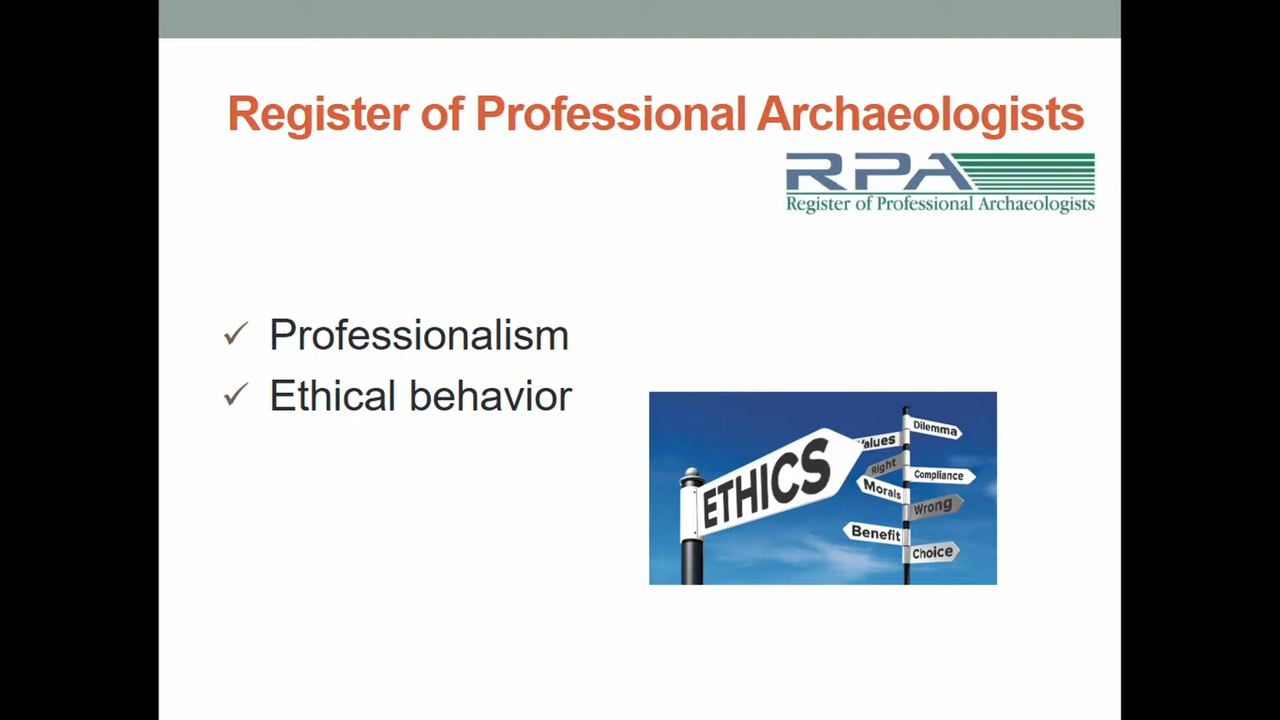 Register of Professional Archaeologists
RPA
Register of Professional Archaeologists
✓ Professionalism
✓ Ethical behavior
ETHICS
Values
Dilemma
Right
Compliance
Morals
Wrong
Benefit
Choice